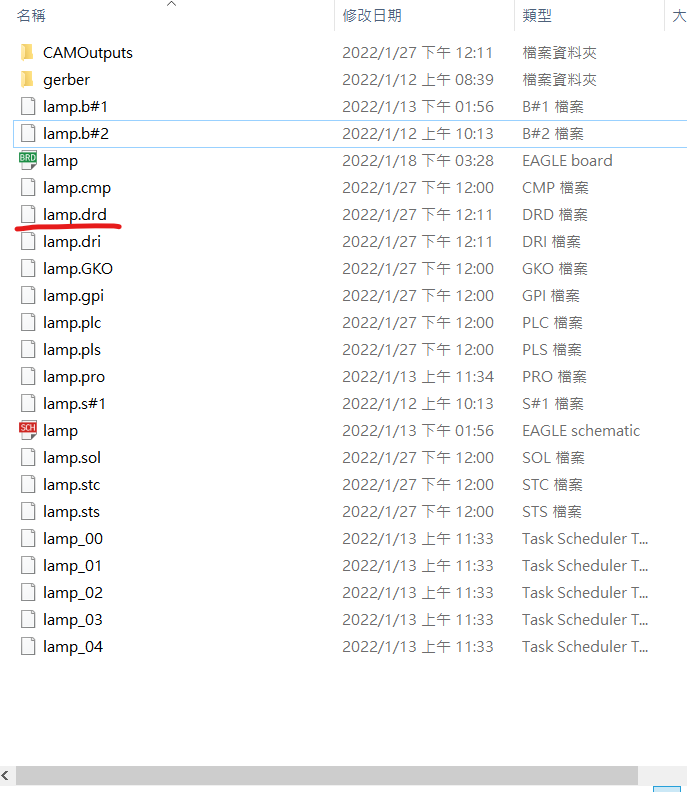 名稱 修改日期 類型 大
CAMOutputs 2022/1/27 下午 12:11 檔案資料夾
gerber 2022/1/12 上午 08:39 檔案資料夾
lamp.b#1 2022/1/13 下午 01:56 B#1 檔案
lamp.b#2 2022/1/12 上午 10:13 B#2 檔案
BRD lamp 2022/1/18 下午 03:28 EAGLE board
lamp.cmp 2022/1/27 下午 12:00 CMP 檔案
lamp.drd 2022/1/27 下午 12:11 DRD 檔案
lamp.dri 2022/1/27 下午 12:11 DRI 檔案
lamp.GKO 2022/1/27 下午 12:00 GKO 檔案
lamp.gpi 2022/1/27 下午 12:00 GPI 檔案
lamp.plc 2022/1/27 下午 12:00 PLC 檔案
lamp.pls 2022/1/27 下午 12:00 PLS 檔案
lamp.pro 2022/1/13 上午 11:34 PRO 檔案
lamp.s#1 2022/1/12 上午 10:13 S#1 檔案
SCH lamp 2022/1/13 下午 01:56 EAGLE schematic
lamp.sol 2022/1/27 下午 12:00 SOL 檔案
lamp.stc 2022/1/27 下午 12:00 STC 檔案
lamp.sts 2022/1/27 下午 12:00 STS 檔案
lamp_00 2022/1/13 上午 11:33 Task Scheduler T...
lamp_01 2022/1/13 上午 11:33 Task Scheduler T...
lamp_02 2022/1/13 上午 11:33 Task Scheduler T...
lamp_03 2022/1/13 上午 11:33 Task Scheduler T...
lamp_04 2022/1/13 上午 11:33 Task Scheduler T...